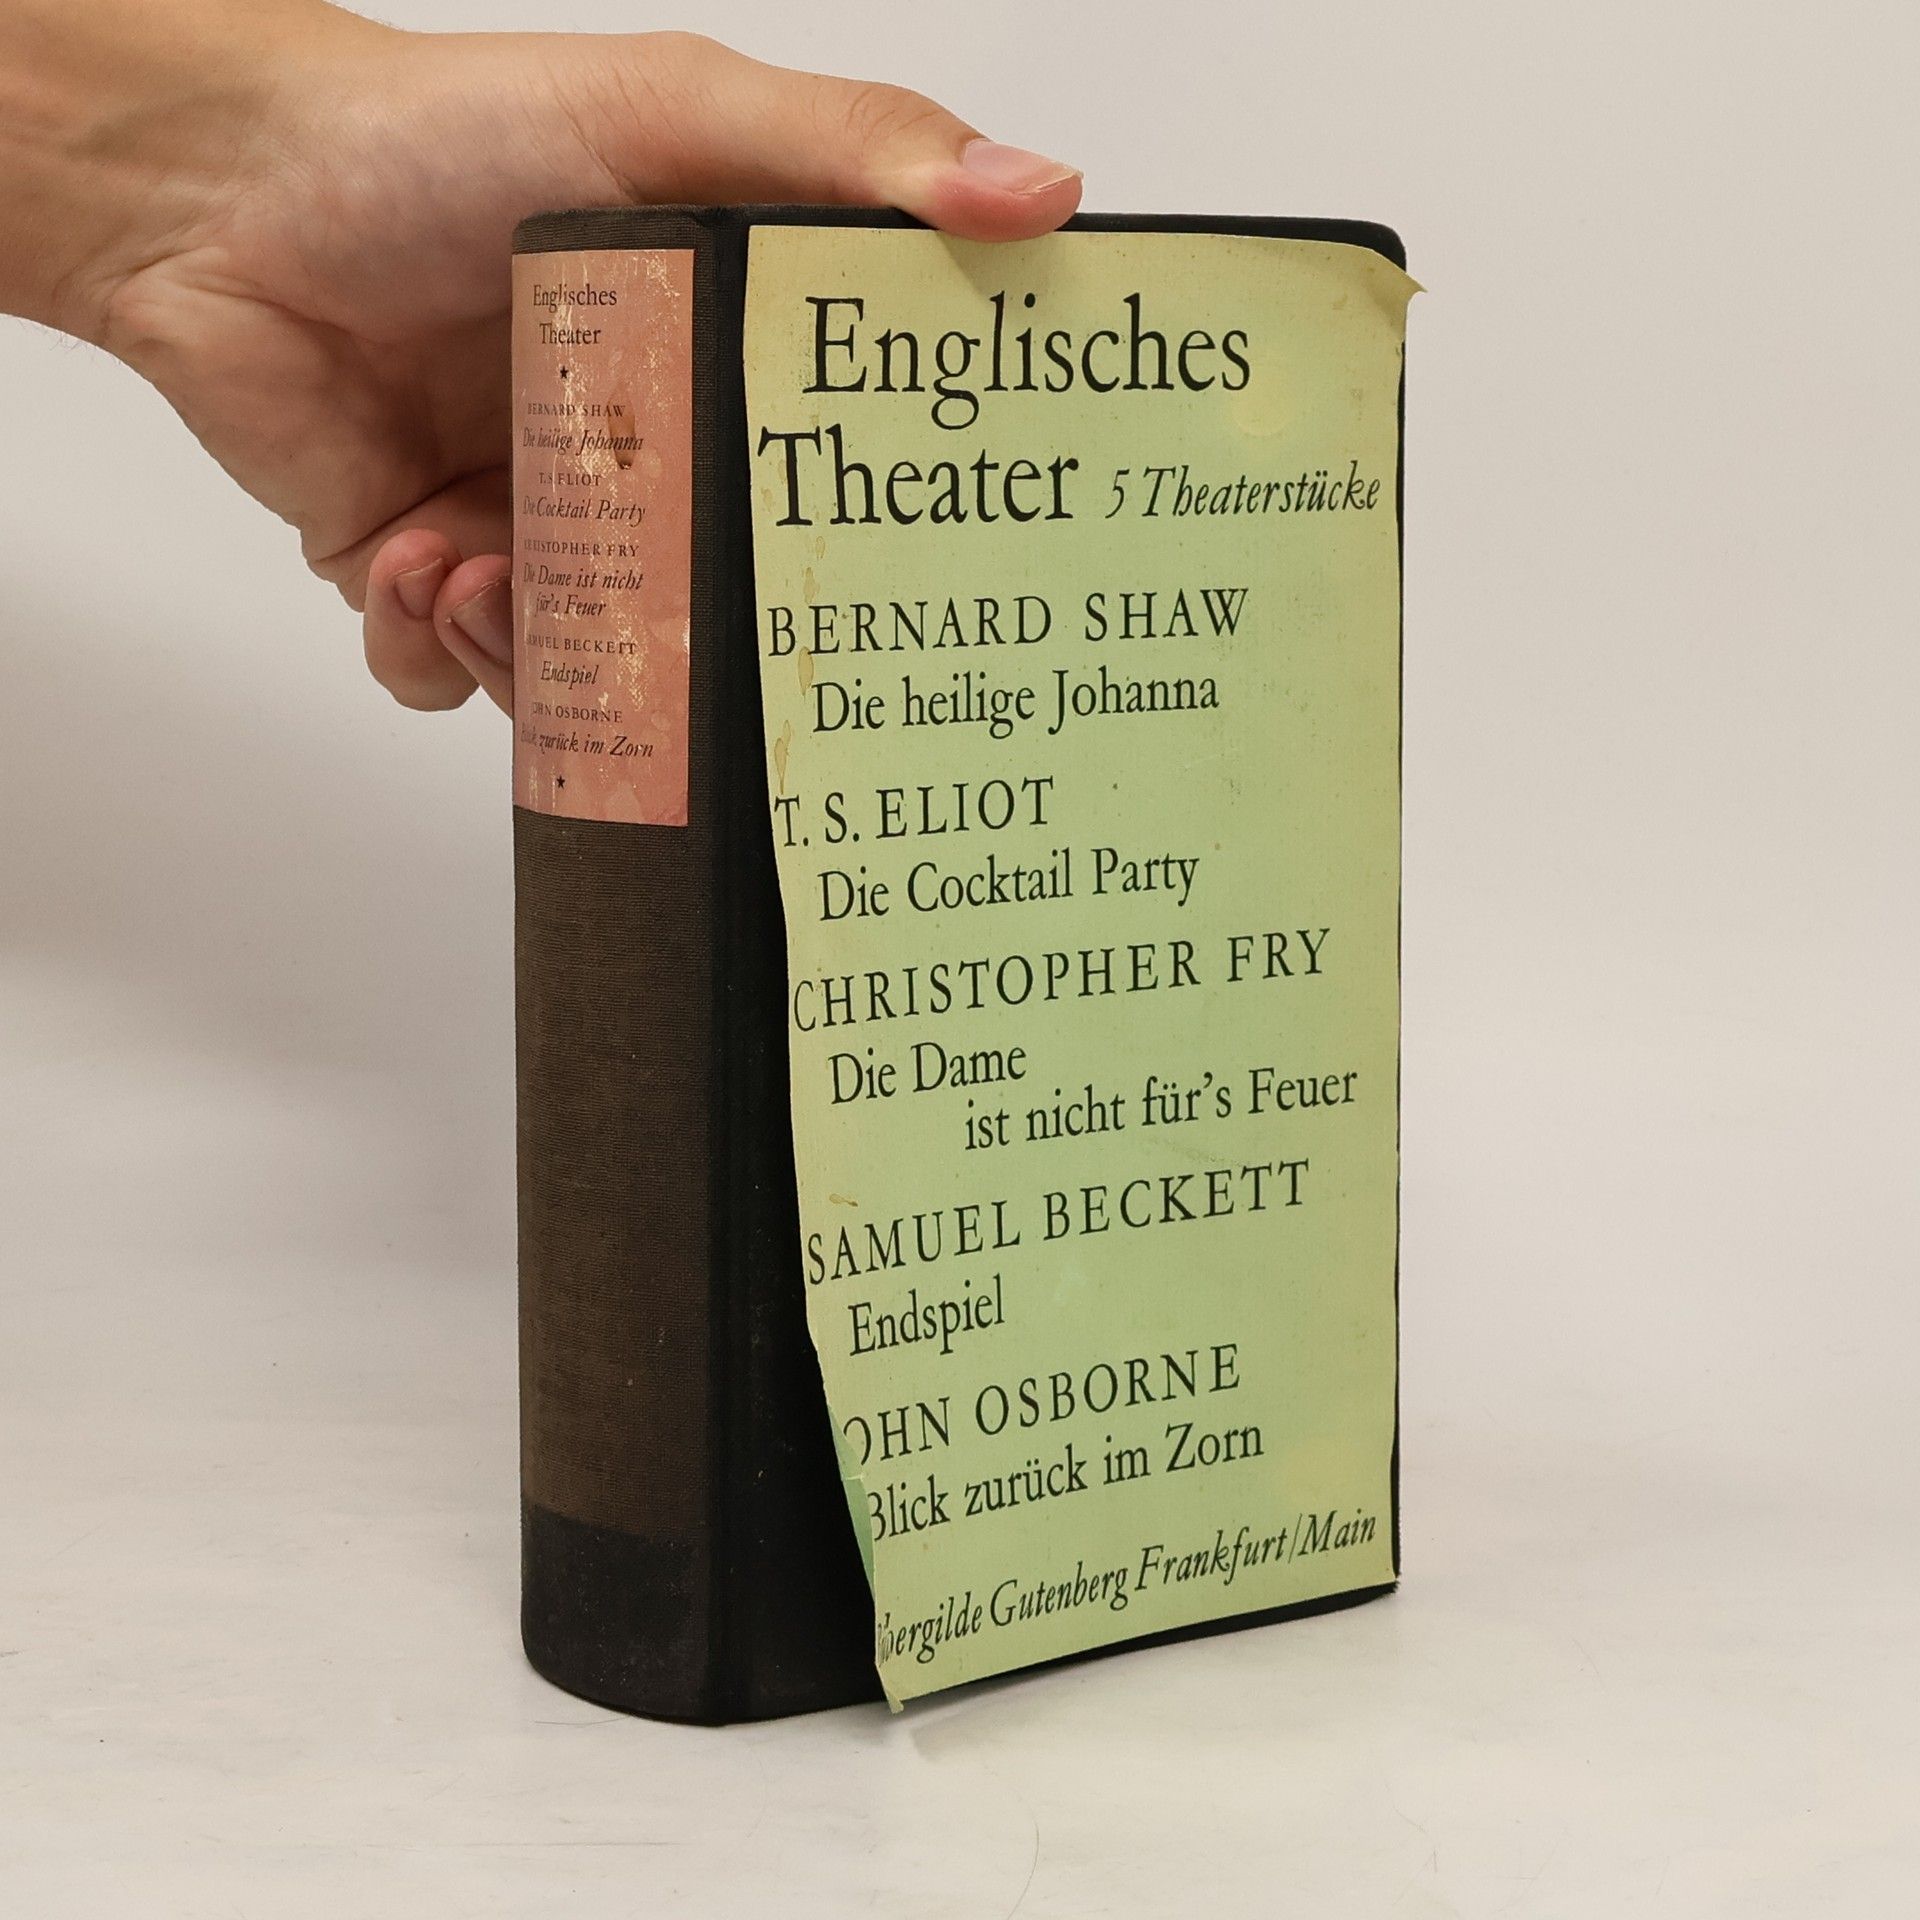 Englisches
Theater
★
BERNARD SHAW
Die heilige Johanna
T. S. ELIOT
Die Cocktail Party
CHRISTOPHER FRY
Die Dame ist nicht
für's Feuer
SAMUEL BECKETT
Endspiel
JOHN OSBORNE
Blick zurück im Zorn
★
Englisches
Theater 5 Theaterstücke
BERNARD SHAW
Die heilige Johanna
T. S. ELIOT
Die Cocktail Party
CHRISTOPHER FRY
Die Dame
ist nicht für's Feuer
SAMUEL BECKETT
Endspiel
OHN OSBORNE
Blick zurück im Zorn
bergilde Gutenberg Frankfurt/Main